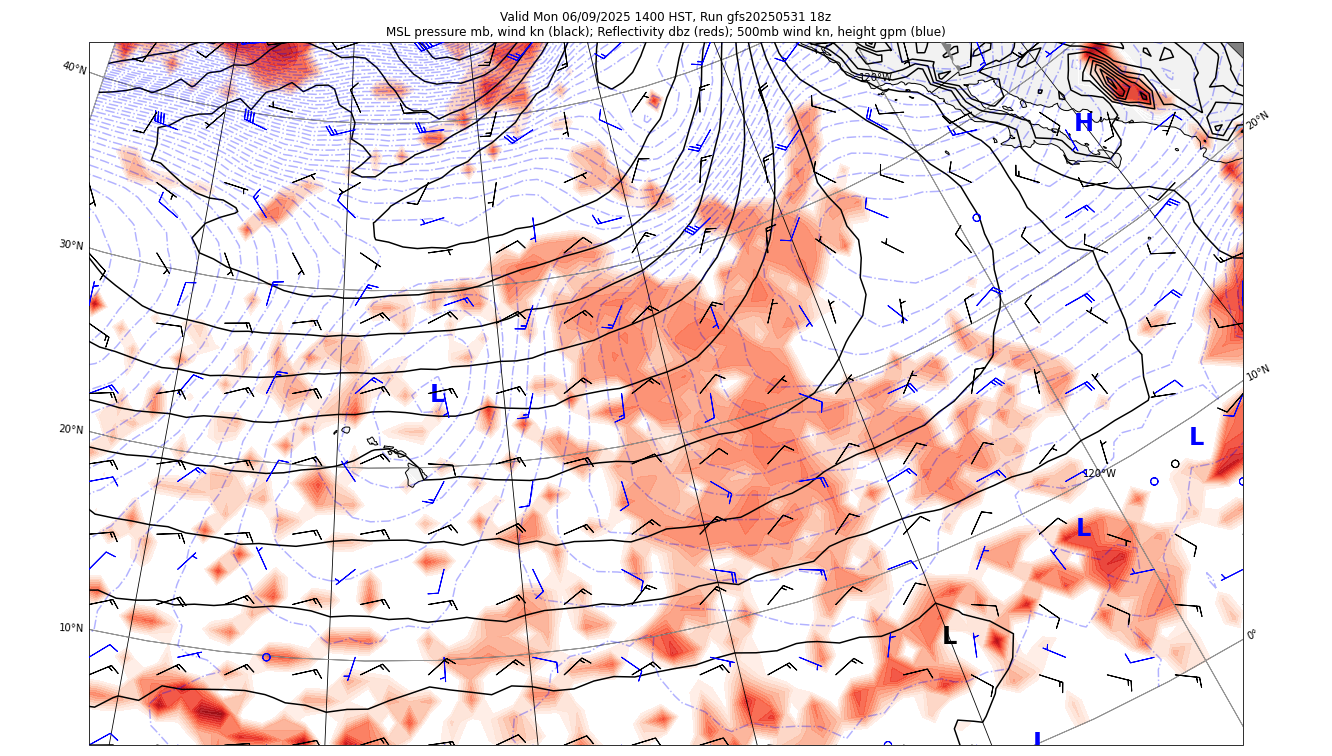 Valid Mon 06/09/2025 1400 HST, Run gfs20250531 18z
MSL pressure mb, wind kn (black); Reflectivity dbz (reds); 500mb wind kn, height gpm (blue)
40°N
120°W
20°N
H
30°N
10°N
L
20°N
L
120°W
L
10°N
L
0°
L